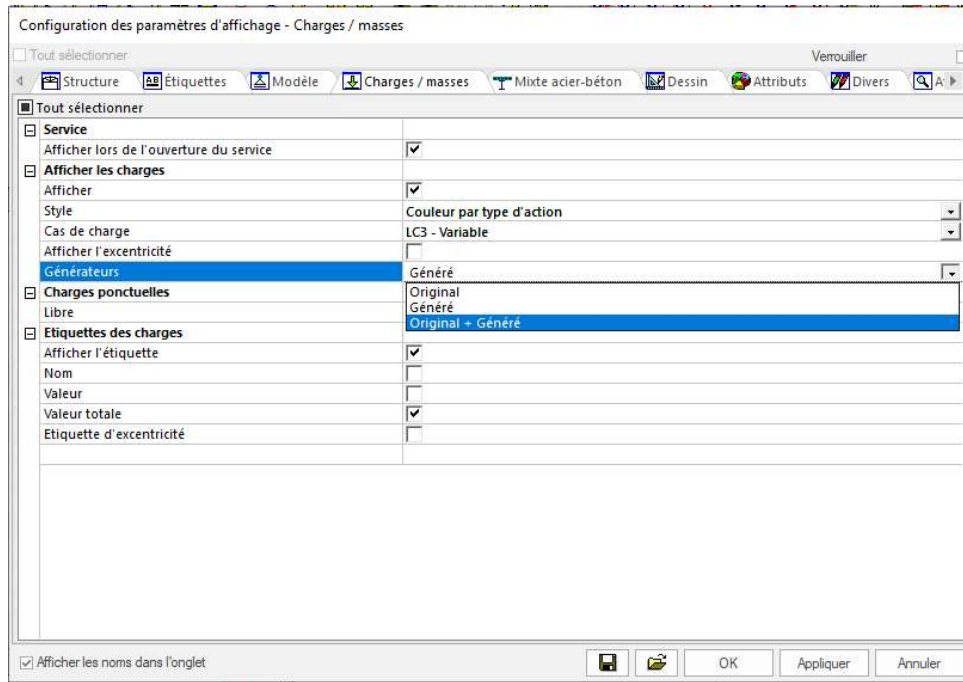 Configuration des paramètres d'affichage - Charges / masses
Tout sélectionner
Verrouiller
Structure
Étiquettes
Modèle
Charges / masses
Mixte acier-béton
Dessin
Attributs
Divers
Tout sélectionner
Service
Afficher lors de l'ouverture du service
Afficher les charges
Afficher
Style Couleur par type d'action
Cas de charge LC3 - Variable
Afficher l'excentricité
Générateurs Généré
Original
Généré
Original + Généré
Charges ponctuelles
Libre
Etiquettes des charges
Afficher l'étiquette
Nom
Valeur
Valeur totale
Etiquette d'excentricité
Afficher les noms dans l'onglet
OK
Appliquer
Annuler